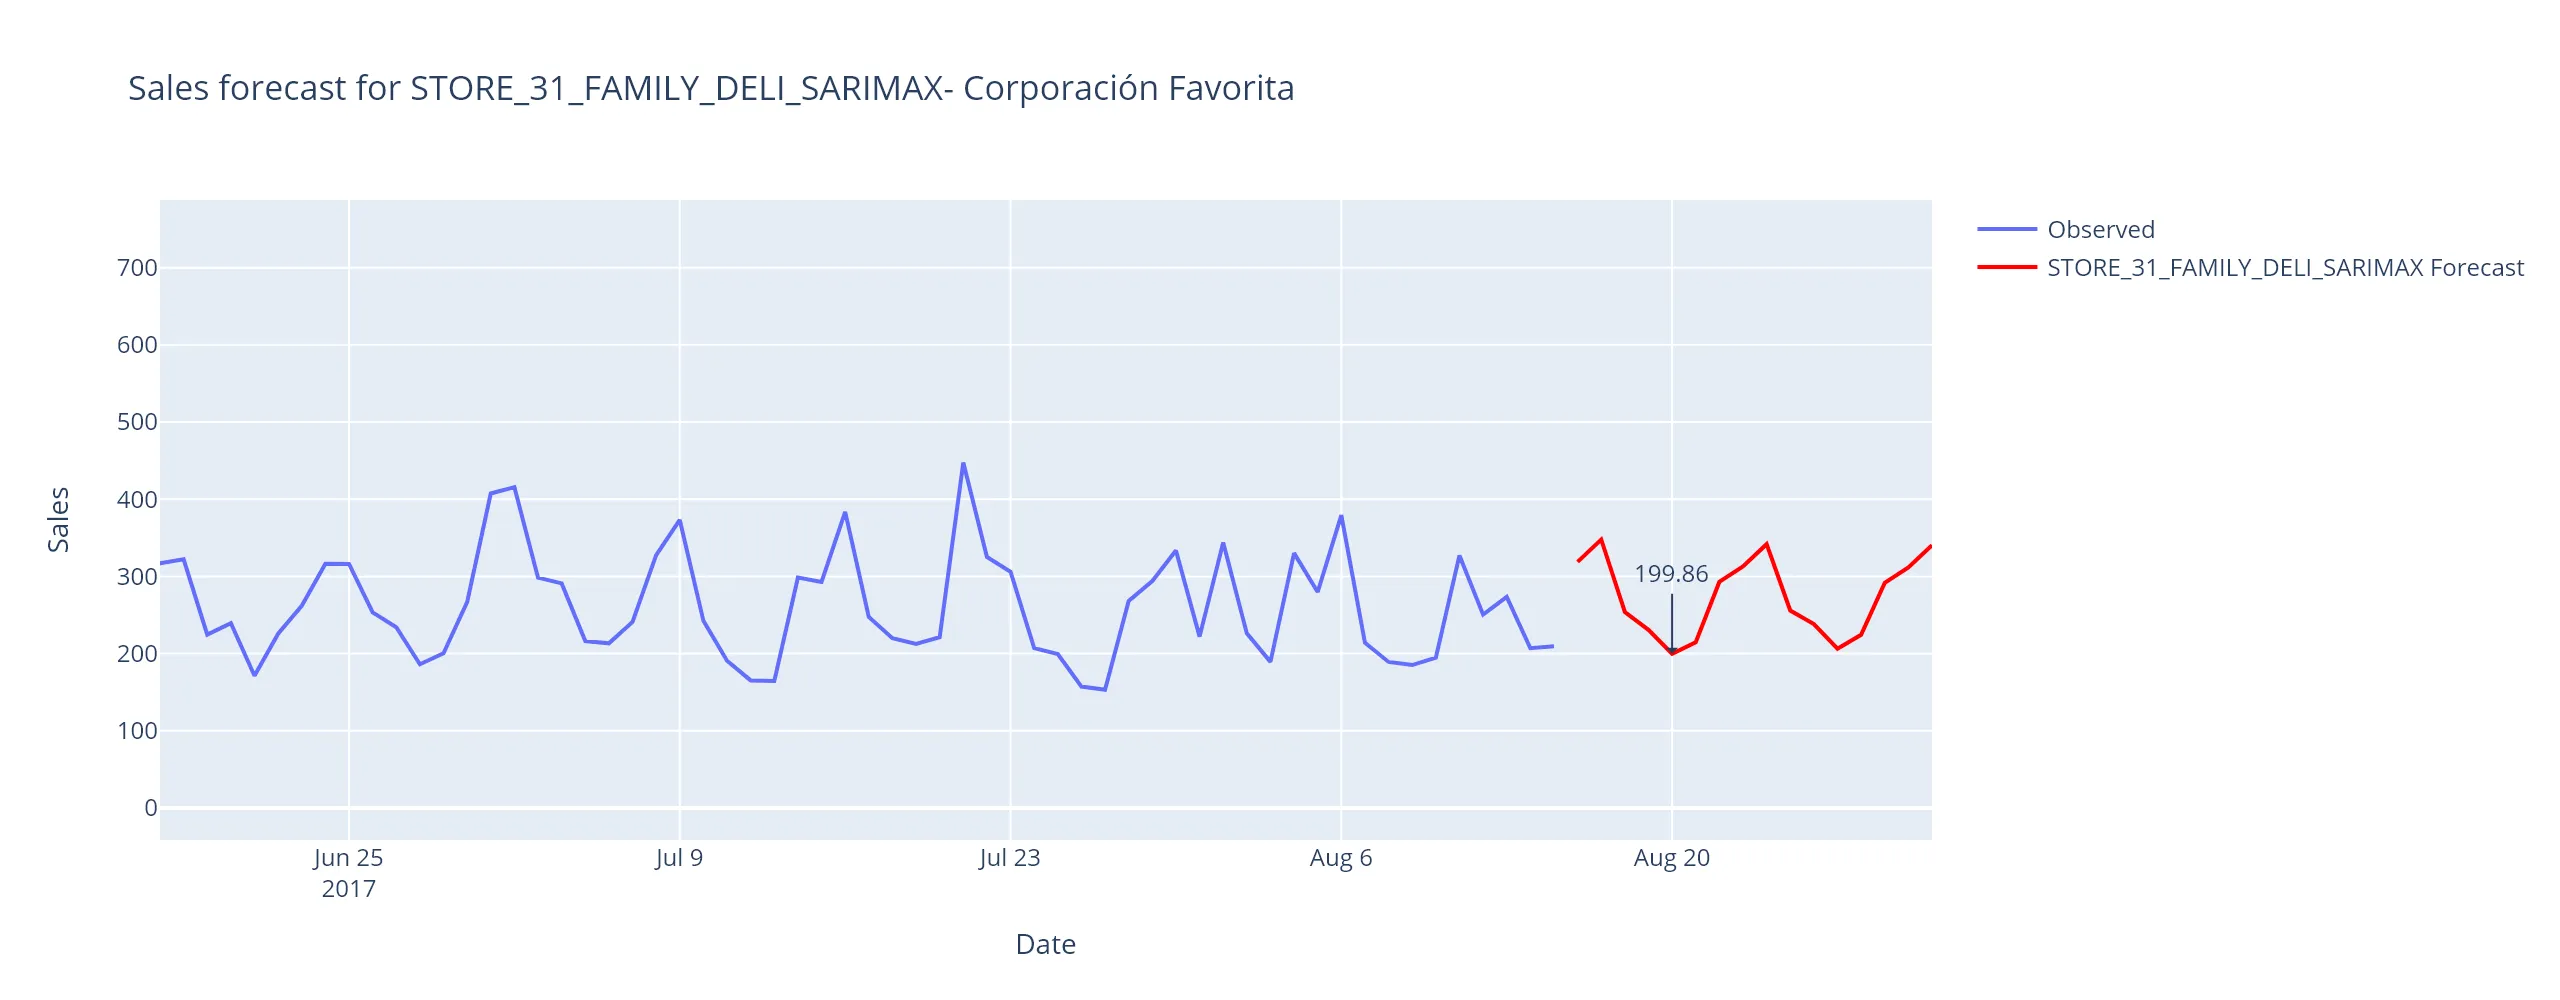 Sales forecast for STORE_31_FAMILY_DELI_SARIMAX- Corporación Favorita
Observed
STORE_31_FAMILY_DELI_SARIMAX Forecast
700
600
500
400
300
200
100
0
Sales
199.86
Jun 25
2017
Jul 9
Jul 23
Aug 6
Aug 20
Date